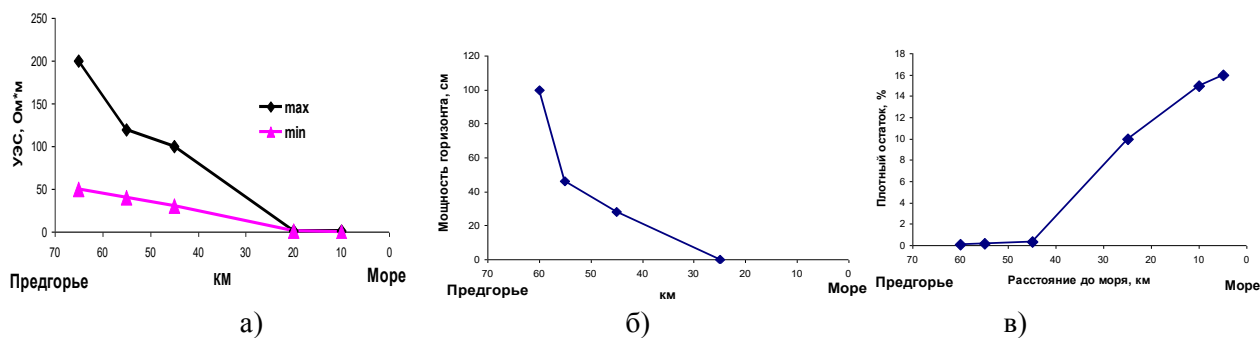 УЭС, Ом*м
250
200
150
100
50
0
70 60 50 40 30 20 10 0
max
min
Предгорье км Море
а)
Мощность горизонта, см
120
100
80
60
40
20
0
70 60 50 40 30 20 10 0
Предгорье км Море
б)
Плотный остаток, %
18
16
14
12
10
8
6
4
2
0
70 60 50 40 30 20 10 0
Предгорье Расстояние до моря, км Море
в)